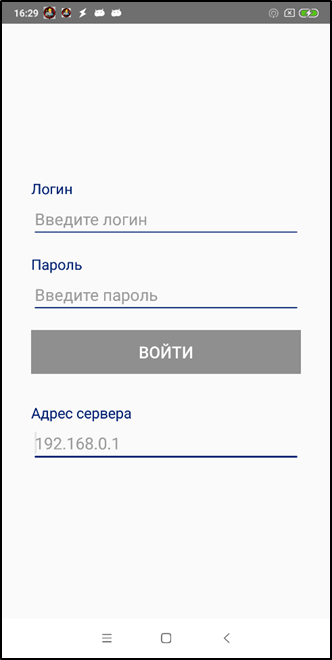 16:29
Логин
Введите логин
Пароль
Введите пароль
ВОЙТИ
Адрес сервера
192.168.0.1